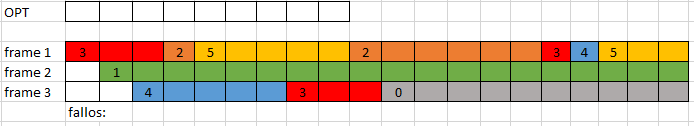 OPT
frame 1 3 2 5 2 3 4 5
frame 2 1
frame 3 4 3 0
fallos: